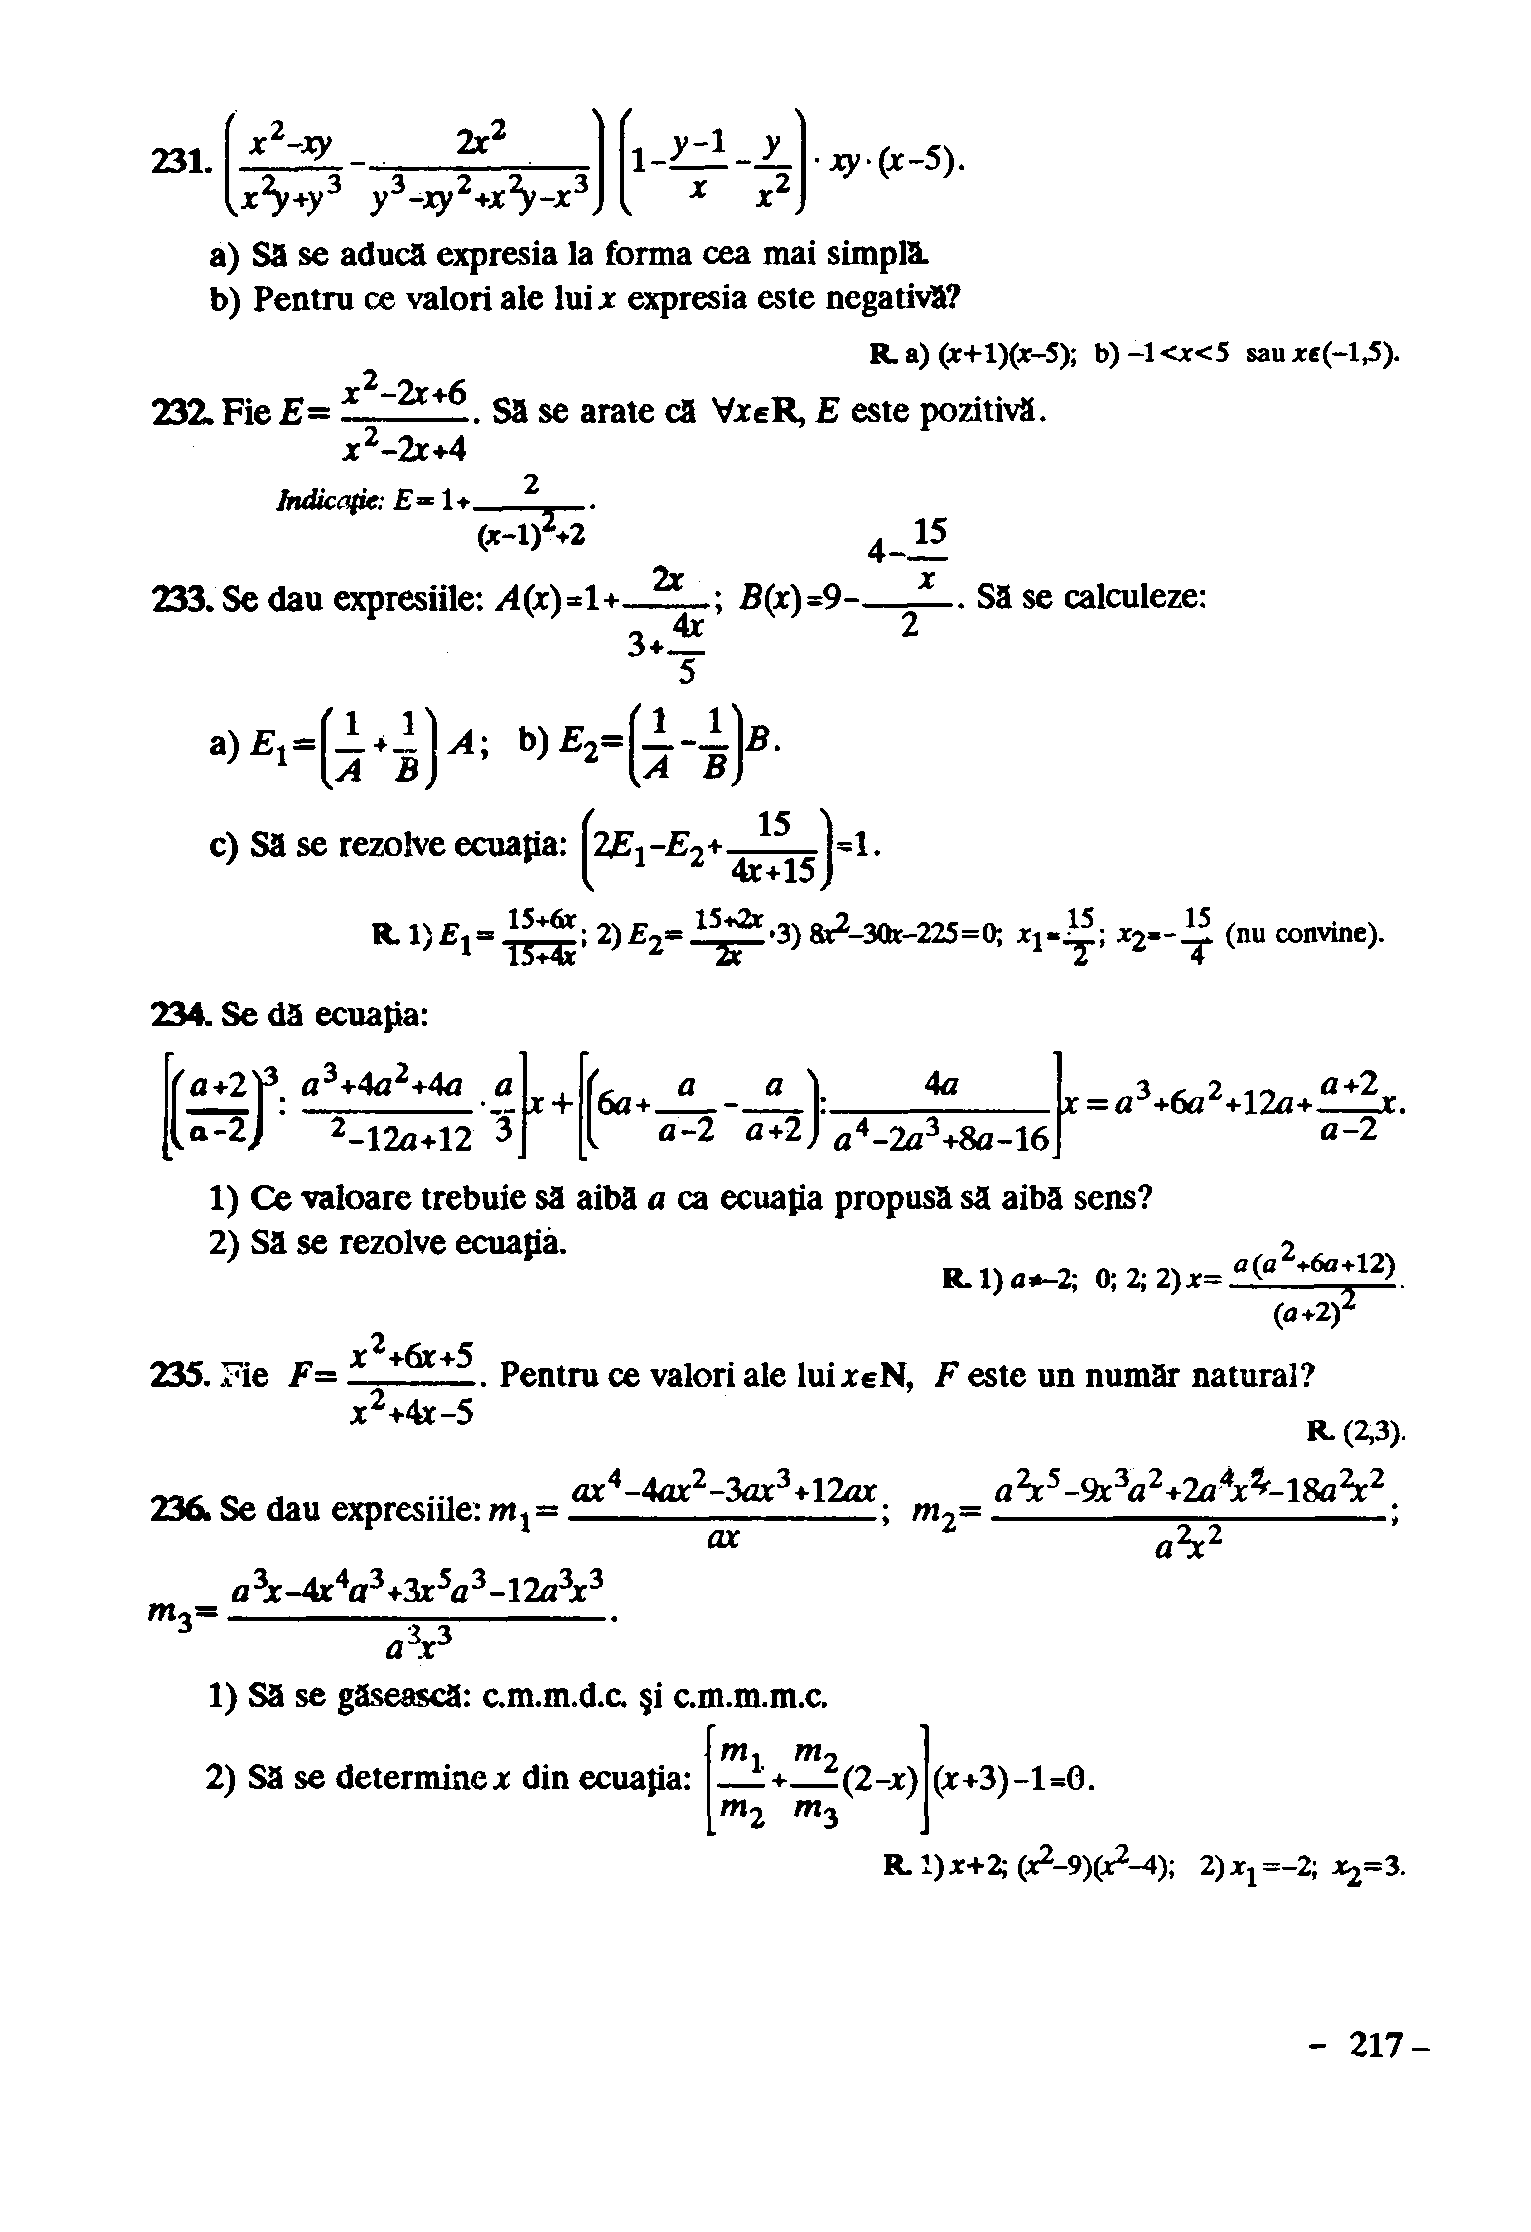 231. ( (x²-xy)/(x²y+y³) - 2x²/(y³-xy²+x²y-x³) ) ( 1 - (y-1)/x - y/x² ) · xy·(x-5).
a) Să se aducă expresia la forma cea mai simplă.
b) Pentru ce valori ale lui x expresia este negativă?
R. a) (x+1)(x-5); b) -1<x<5 sau xє(-1,5).
232. Fie E= (x²-2x+6)/(x²-2x+4). Să se arate că ∀xєR, E este pozitivă.
Indicație: E=1+ 2/((x-1)²+2).
233. Se dau expresiile: A(x)=1+ 2x/(3+4x/5); B(x)=9- (4-15/x)/2. Să se calculeze:
a) E₁=(1/A+1/B)A; b) E₂=(1/A-1/B)B.
c) Să se rezolve ecuația: (2E₁-E₂+15/(4x+15))=1.
R. 1) E₁= (15+6x)/(15+4x); 2) E₂= (15+2x)/2x ·3) 8x²-30x-225=0; x₁=15/2; x₂=-15/4 (nu convine).
234. Se dă ecuația:
[((a+2)/(a-2))³ : (a³+4a²+4a)/(²-12a+12) · a/3]x + [(6a+ a/(a-2) - a/(a+2)) : 4a/(a⁴-2a³+8a-16)]x = a³+6a²+12a+ (a+2)/(a-2) x.
1) Ce valoare trebuie să aibă a ca ecuația propusă să aibă sens?
2) Să se rezolve ecuația.
R. 1) a≠-2; 0; 2; 2) x= a(a²+6a+12)/(a+2)².
235. Fie F= (x²+6x+5)/(x²+4x-5). Pentru ce valori ale lui xєN, F este un număr natural?
R. (2,3).
236. Se dau expresiile: m₁= (ax⁴-4ax²-3ax³+12ax)/ax; m₂= (a²x⁵-9x³a²+2a⁴x²-18a²x²)/a²x²;
m₃= (a³x-4x⁴a³+3x⁵a³-12a³x³)/a³x³.
1) Să se găsească: c.m.m.d.c. și c.m.m.m.c.
2) Să se determine x din ecuația: [m₁/m₂ + m₂/m₃ (2-x)](x+3)-1=0.
R. 1) x+2; (x²-9)(x²-4); 2) x₁=-2; x₂=3.
- 217 -